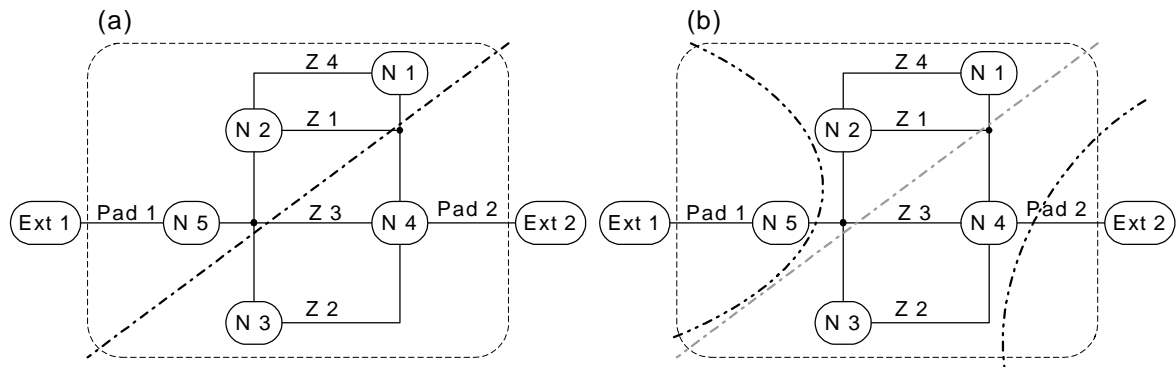 (a)
Z 4
N 1
N 2
Z 1
Ext 1
Pad 1
N 5
Z 3
N 4
Pad 2
Ext 2
N 3
Z 2
(b)
Z 4
N 1
N 2
Z 1
Ext 1
Pad 1
N 5
Z 3
N 4
Pad 2
Ext 2
N 3
Z 2